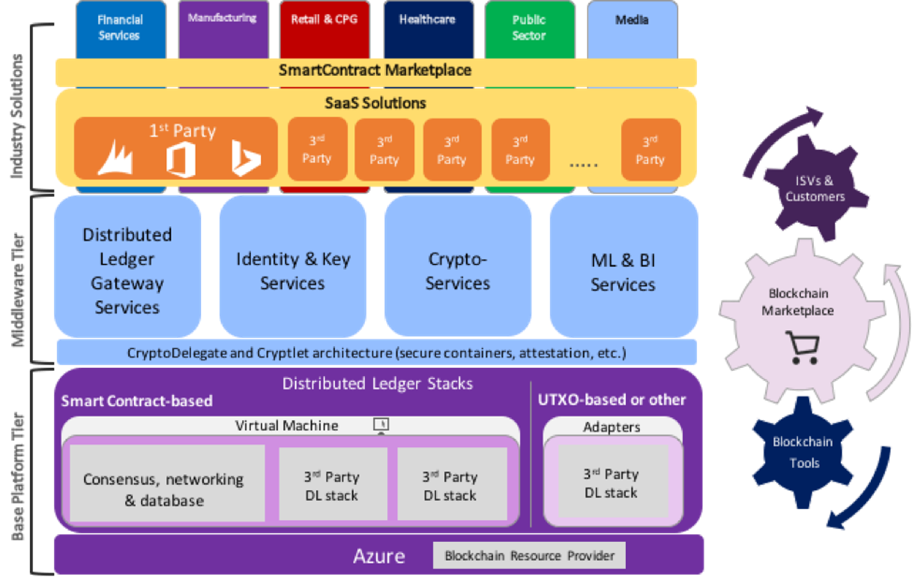 Industry Solutions
Financial
Services
Manufacturing
Retail & CPG
Healthcare
Public
Sector
Media
SmartContract Marketplace
SaaS Solutions
1st Party
3rd
Party
3rd
Party
3rd
Party
3rd
Party
.....
3rd
Party
Middleware Tier
Distributed
Ledger
Gateway
Services
Identity & Key
Services
Crypto-
Services
ML & BI
Services
CryptoDelegate and Cryptlet architecture (secure containers, attestation, etc.)
Base Platform Tier
Distributed Ledger Stacks
Smart Contract-based
UTXO-based or other
Virtual Machine
Adapters
Consensus, networking
& database
3rd Party
DL stack
3rd Party
DL stack
3rd Party
DL stack
Azure
Blockchain Resource Provider
ISVs &
Customers
Blockchain
Marketplace
Blockchain
Tools